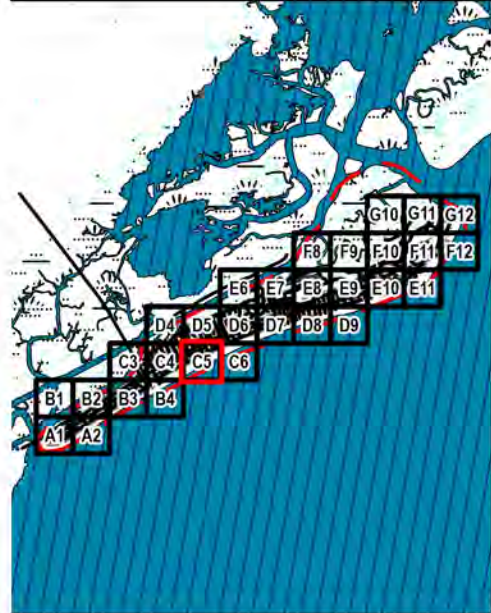 G10 G11 G12
F8 F9 F10 F11 F12
E6 E7 E8 E9 E10 E11
D4 D5 D6 D7 D8 D9
C3 C4 C5 C6
B1 B2 B3 B4
A1 A2